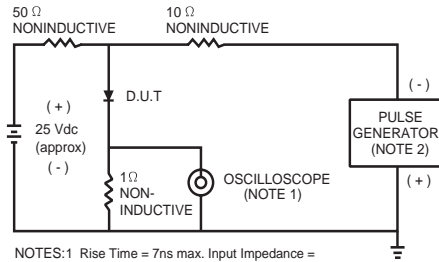 50 Ω
NONINDUCTIVE
10 Ω
NONINDUCTIVE
(+)
25 Vdc
(approx)
(-)
D.U.T
1Ω
NON-
INDUCTIVE
OSCILLOSCOPE
(NOTE 1)
(-)
PULSE
GENERATOR
(NOTE 2)
(+)
NOTES:1 Rise Time = 7ns max. Input Impedance =